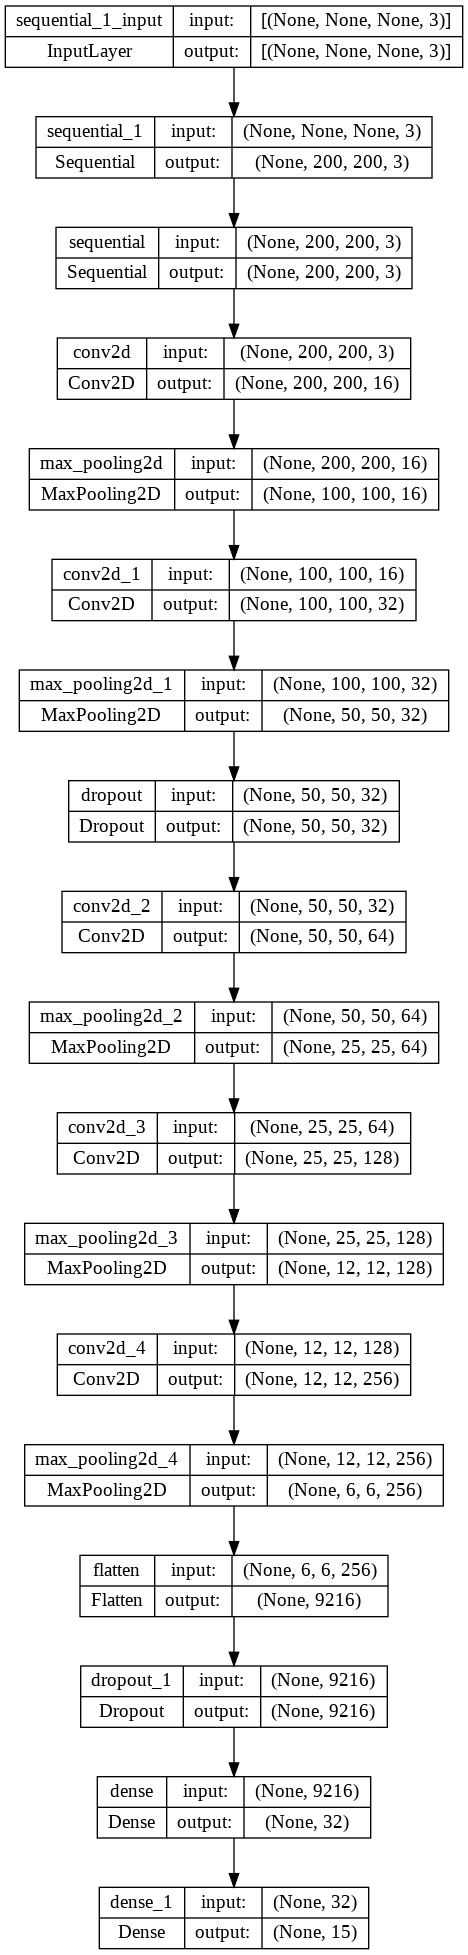 sequential_1_input input: [(None, None, None, 3)]
InputLayer output: [(None, None, None, 3)]
sequential_1 input: (None, None, None, 3)
Sequential output: (None, 200, 200, 3)
sequential input: (None, 200, 200, 3)
Sequential output: (None, 200, 200, 3)
conv2d input: (None, 200, 200, 3)
Conv2D output: (None, 200, 200, 16)
max_pooling2d input: (None, 200, 200, 16)
MaxPooling2D output: (None, 100, 100, 16)
conv2d_1 input: (None, 100, 100, 16)
Conv2D output: (None, 100, 100, 32)
max_pooling2d_1 input: (None, 100, 100, 32)
MaxPooling2D output: (None, 50, 50, 32)
dropout input: (None, 50, 50, 32)
Dropout output: (None, 50, 50, 32)
conv2d_2 input: (None, 50, 50, 32)
Conv2D output: (None, 50, 50, 64)
max_pooling2d_2 input: (None, 50, 50, 64)
MaxPooling2D output: (None, 25, 25, 64)
conv2d_3 input: (None, 25, 25, 64)
Conv2D output: (None, 25, 25, 128)
max_pooling2d_3 input: (None, 25, 25, 128)
MaxPooling2D output: (None, 12, 12, 128)
conv2d_4 input: (None, 12, 12, 128)
Conv2D output: (None, 12, 12, 256)
max_pooling2d_4 input: (None, 12, 12, 256)
MaxPooling2D output: (None, 6, 6, 256)
flatten input: (None, 6, 6, 256)
Flatten output: (None, 9216)
dropout_1 input: (None, 9216)
Dropout output: (None, 9216)
dense input: (None, 9216)
Dense output: (None, 32)
dense_1 input: (None, 32)
Dense output: (None, 15)